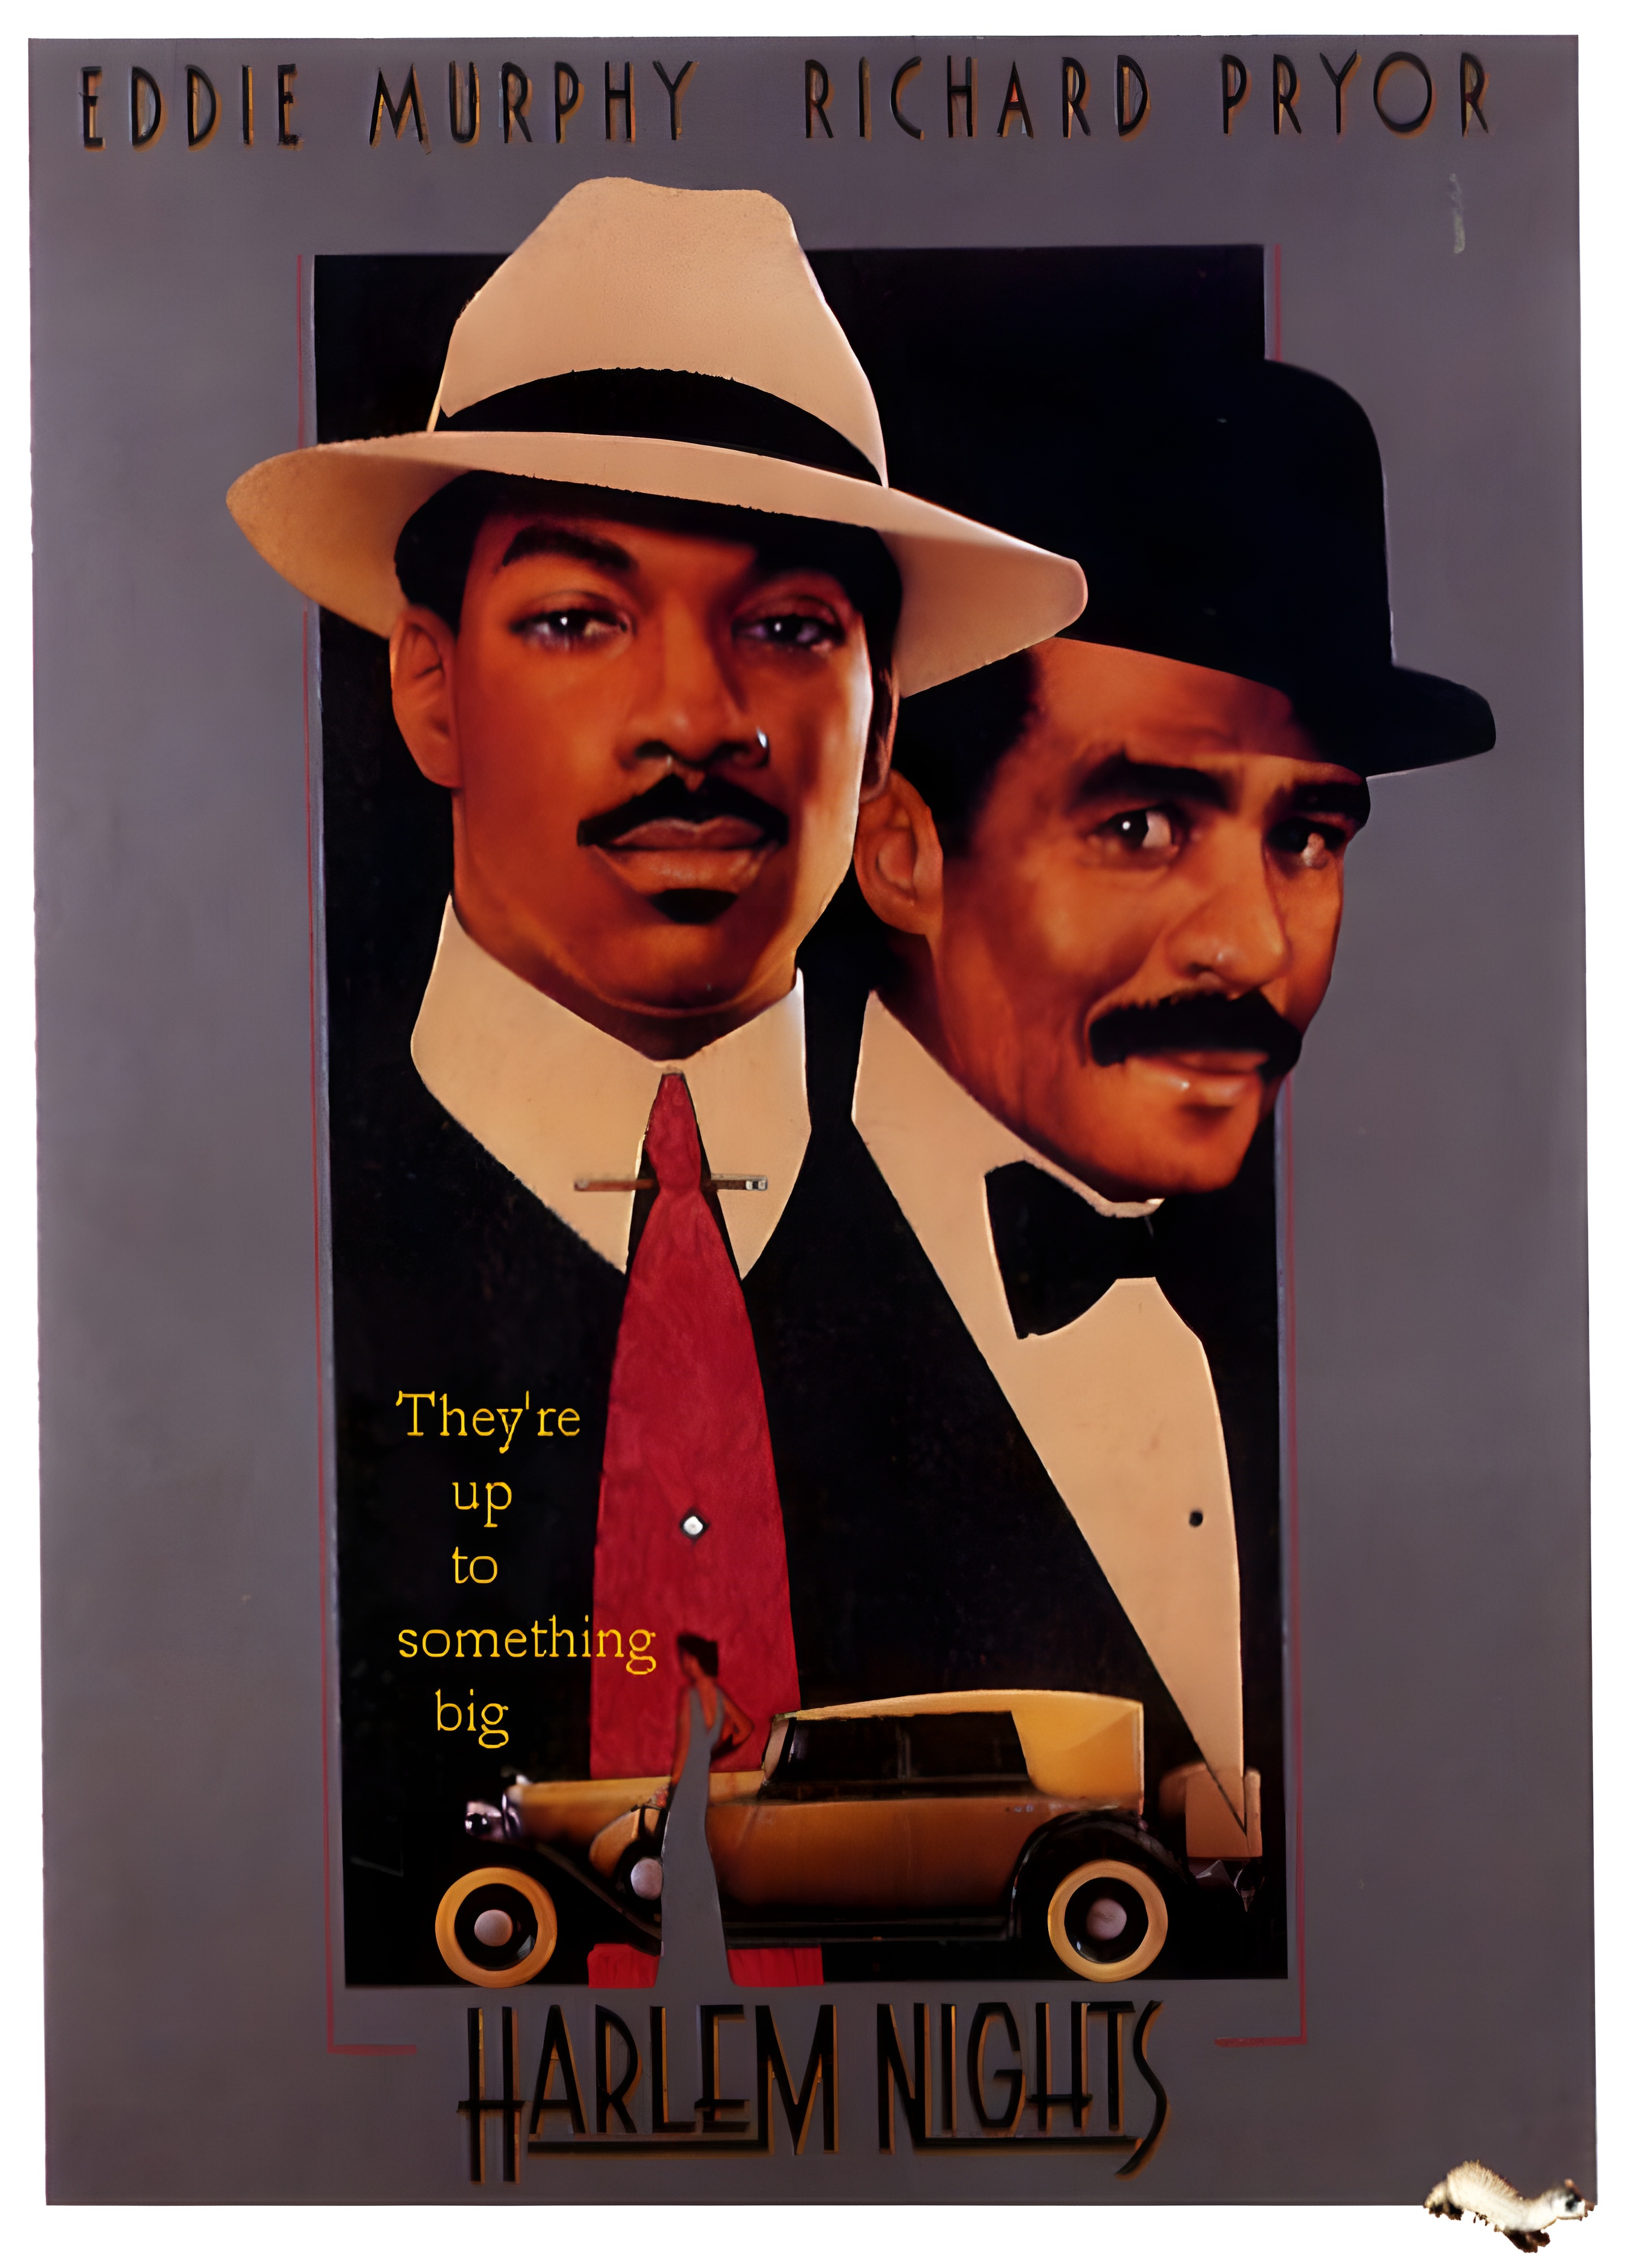 EDDIE MURPHY RICHARD PRYOR
They're
up
to
something
big
HARLEM NIGHTS